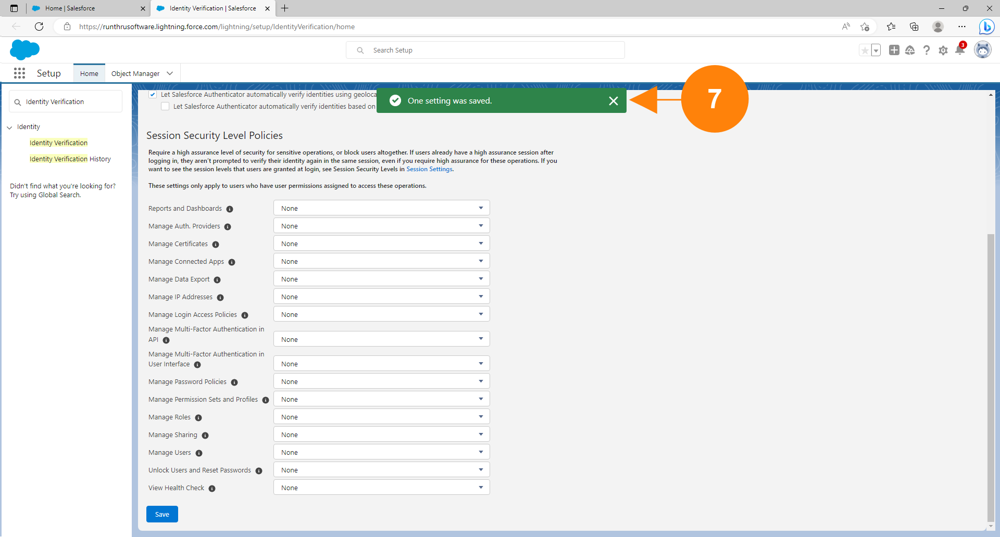 Home | Salesforce
Identity Verification | Salesforce
https://runthrusoftware.lightning.force.com/lightning/setup/IdentityVerification/home
Search Setup
3
Setup
Home
Object Manager
Identity Verification
Identity
Identity Verification
Identity Verification History
Didn't find what you're looking for?
Try using Global Search.
Let Salesforce Authenticator automatically verify identities using geoloca
Let Salesforce Authenticator automatically verify identities based on
One setting was saved.
7
Session Security Level Policies
Require a high assurance level of security for sensitive operations, or block users altogether. If users already have a high assurance session after
logging in, they aren't prompted to verify their identity again in the same session, even if you require high assurance for these operations. If you
want to see the session levels that users are granted at login, see Session Security Levels in Session Settings.
These settings only apply to users who have user permissions assigned to access these operations.
Reports and Dashboards None
Manage Auth. Providers None
Manage Certificates None
Manage Connected Apps None
Manage Data Export None
Manage IP Addresses None
Manage Login Access Policies None
Manage Multi-Factor Authentication in
API None
Manage Multi-Factor Authentication in
User Interface None
Manage Password Policies None
Manage Permission Sets and Profiles None
Manage Roles None
Manage Sharing None
Manage Users None
Unlock Users and Reset Passwords None
View Health Check None
Save